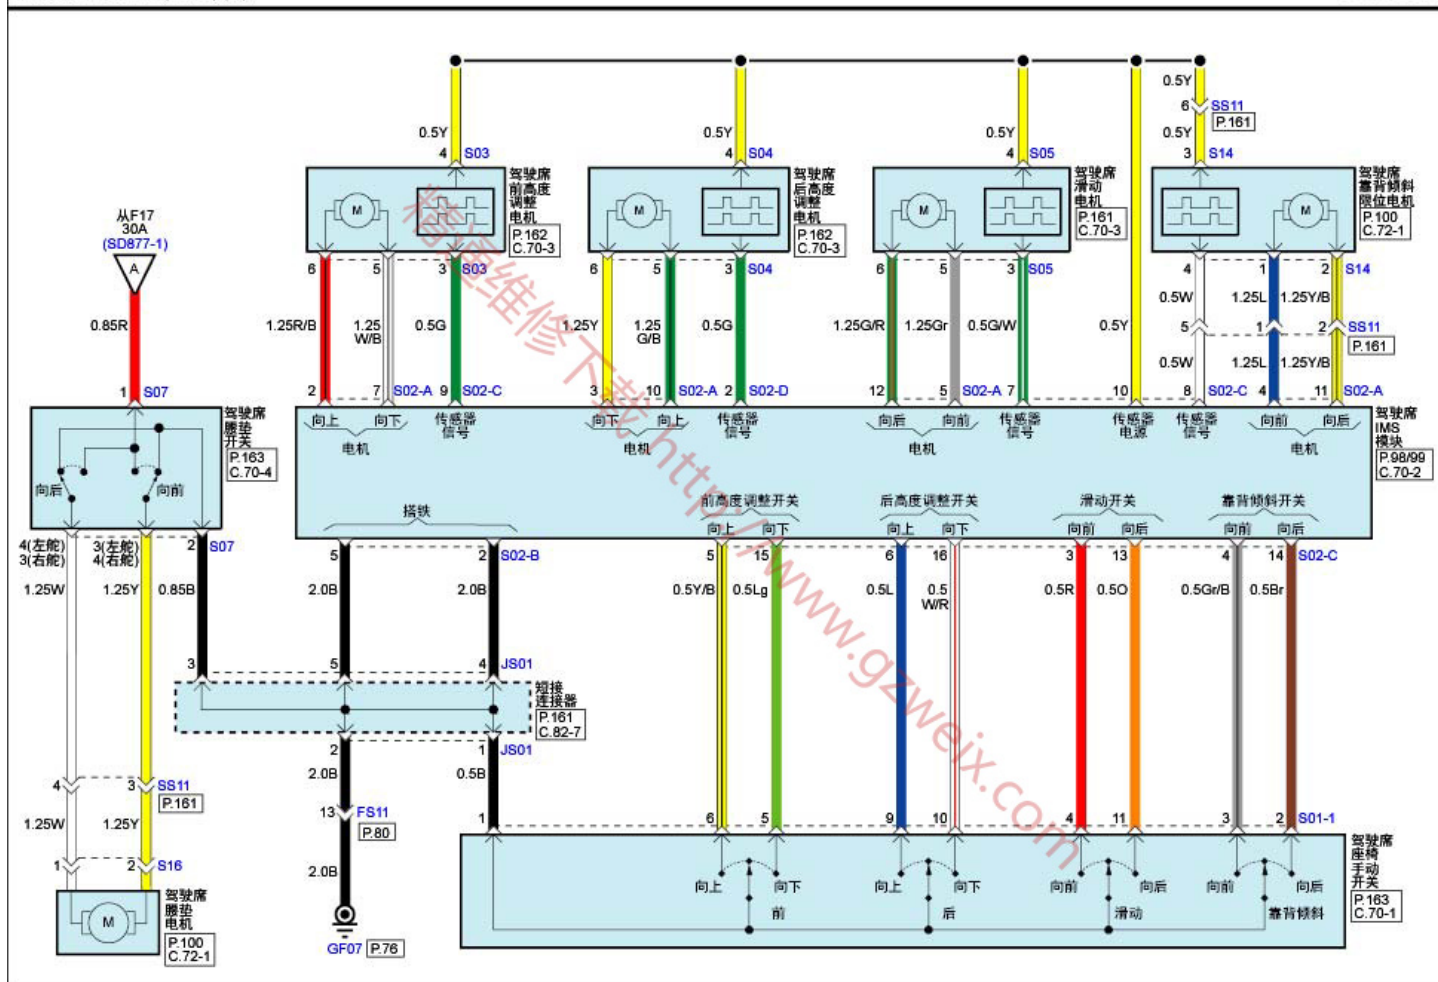 0.5Y
6 SS11
P.161
0.5Y 0.5Y 0.5Y 0.5Y
4 S03 4 S04 4 S05 3 S14
驾驶席
前高度
调整
电机
P.162
C.70-3
驾驶席
后高度
调整
电机
P.162
C.70-3
驾驶席
滑动
电机
P.161
C.70-3
驾驶席
靠背倾斜
限位电机
P.100
C.72-1
M M M M
从F17
30A
(SD877-1)
A
0.85R
1 S07
6 5 3 S03 6 5 3 S04 6 5 3 S05 4 1 2 S14
1.25R/B
1.25
W/B
0.5G
1.25Y
1.25
G/B
0.5G
1.25G/R
1.25Gr
0.5G/W
0.5Y
0.5W
1.25L
1.25Y/B
5 1 2 SS11
P.161
0.5W
1.25L
1.25Y/B
2 7 S02-A 9 S02-C 3 10 S02-A 2 S02-D 12 5 S02-A 7 10 8 S02-C 4 11 S02-A
向上 向下
电机
传感器
信号
向下 向上
电机
传感器
信号
向后 向前
电机
传感器
信号
传感器
电源
传感器
信号
向前 向后
电机
驾驶席
IMS
模块
P.98/99
C.70-2
驾驶席
腰垫
开关
P.163
C.70-4
向后 向前
搭铁
前高度调整开关
向上 向下
后高度调整开关
向上 向下
滑动开关
向前 向后
靠背倾斜开关
向前 向后
4(左舵)
3(右舵)
3(左舵)
4(右舵)
2 S07
1.25W 1.25Y 0.85B
5 2 S02-B
2.0B 2.0B
5 15 6 16 3 13 4 14 S02-C
0.5Y/B
0.5Lg
0.5L
0.5
W/R
0.5R
0.5O
0.5Gr/B
0.5Br
3 5 4 JS01
短接
连接器
P.161
C.82-7
2 1 JS01
2.0B 0.5B
13 FS11
P.80
2.0B
GF07 P.76
4 3 SS11
P.161
1.25W 1.25Y
1 2 S16
M
驾驶席
腰垫
电机
P.100
C.72-1
1 6 5 9 10 4 11 3 2 S01-1
向上 向下
前
向上 向下
后
向前 向后
滑动
向前 向后
靠背倾斜
驾驶席
座椅
手动
开关
P.163
C.70-1
精通维修下载 http://www.gzweix.com